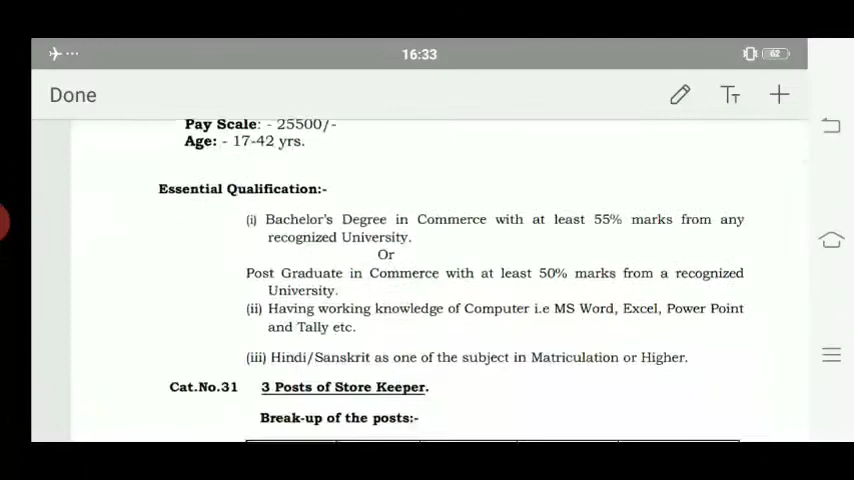 16:33
62
Done
Pay Scale: - 25500/-
Age: - 17-42 yrs.
Essential Qualification:-
(i) Bachelor's Degree in Commerce with at least 55% marks from any
recognized University.
Or
Post Graduate in Commerce with at least 50% marks from a recognized
University.
(ii) Having working knowledge of Computer i.e MS Word, Excel, Power Point
and Tally etc.
(iii) Hindi/Sanskrit as one of the subject in Matriculation or Higher.
Cat.No.31 3 Posts of Store Keeper.
Break-up of the posts:-